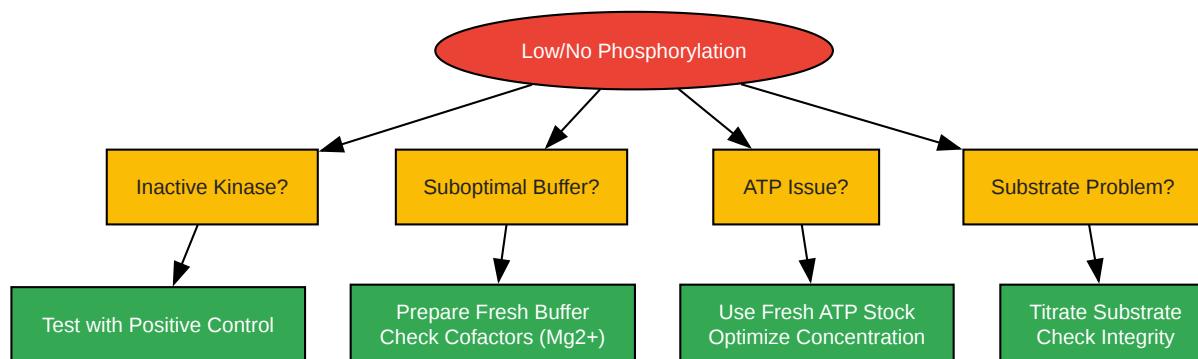 Low/No Phosphorylation
Inactive Kinase?
Suboptimal Buffer?
ATP Issue?
Substrate Problem?
Test with Positive Control
Prepare Fresh Buffer
Check Cofactors (Mg2+)
Use Fresh ATP Stock
Optimize Concentration
Titrate Substrate
Check Integrity